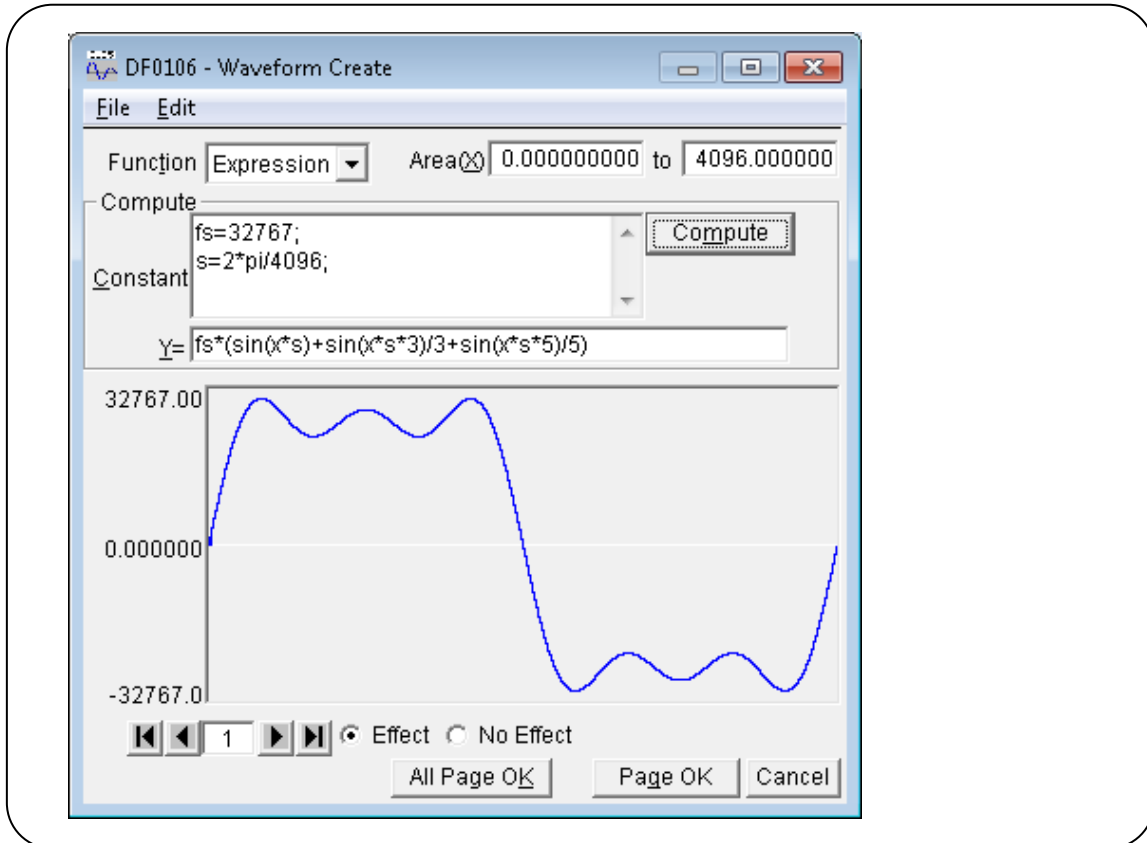 DF0106 - Waveform Create
File Edit
Function Expression Area(X) 0.000000000 to 4096.000000
Compute
fs=32767;
s=2*pi/4096;
Constant
Compute
Y= fs*(sin(x*s)+sin(x*s*3)/3+sin(x*s*5)/5)
32767.00
0.000000
-32767.0
1 Effect No Effect
All Page OK Page OK Cancel